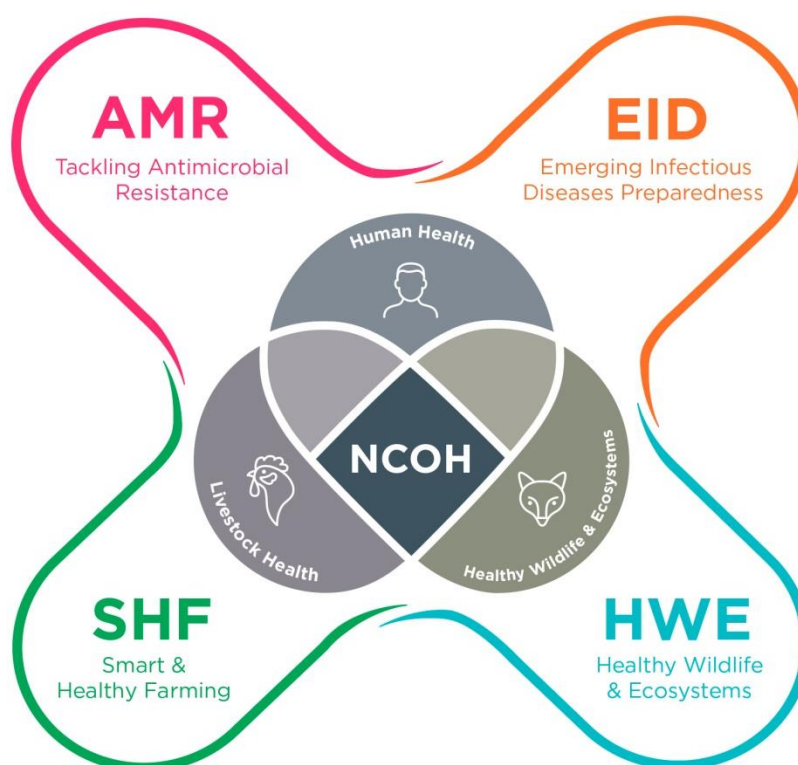 AMR
Tackling Antimicrobial
Resistance
EID
Emerging Infectious
Diseases Preparedness
Human Health
NCOH
Livestock Health
Healthy Wildlife & Ecosystems
SHF
Smart &
Healthy Farming
HWE
Healthy Wildlife
& Ecosystems